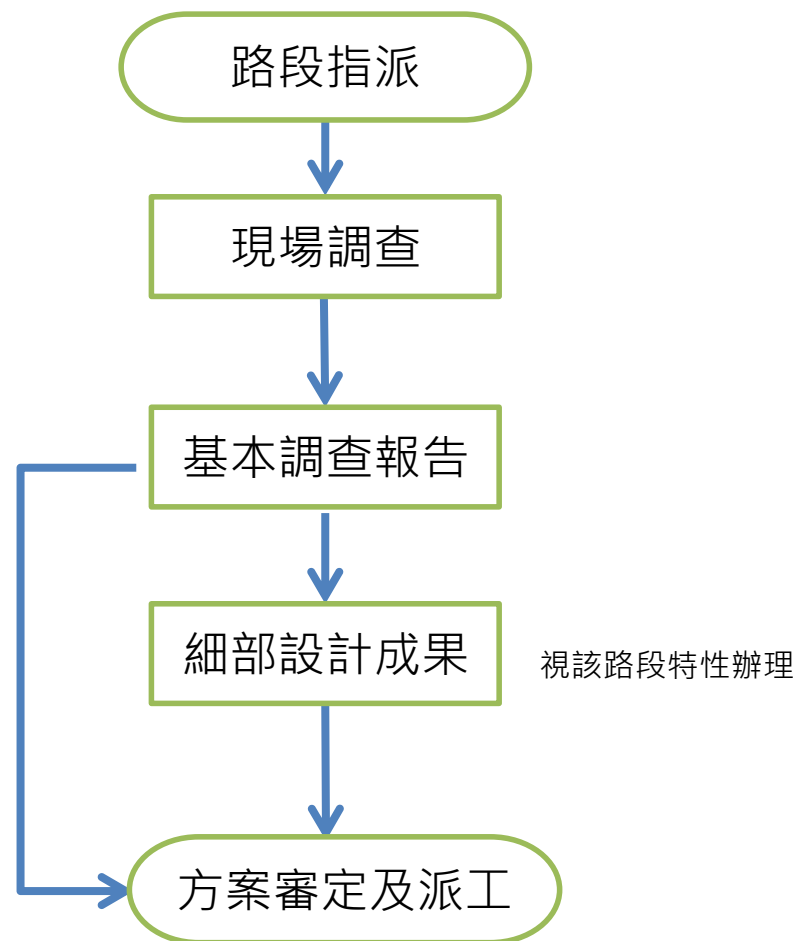 路段指派
現場調查
基本調查報告
細部設計成果
視該路段特性辦理
方案審定及派工